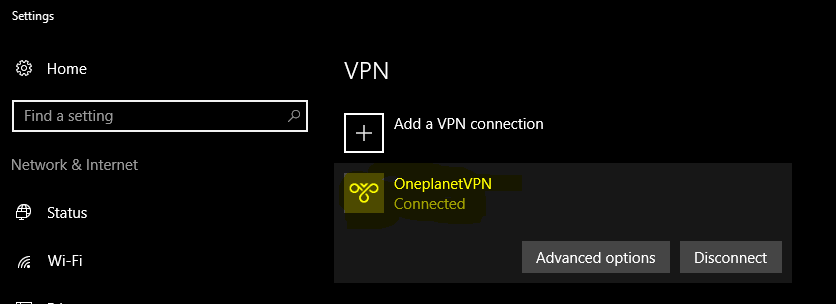 Settings
Home
VPN
Find a setting
Add a VPN connection
Network & Internet
OneplanetVPN
Connected
Status
Advanced options
Disconnect
Wi-Fi